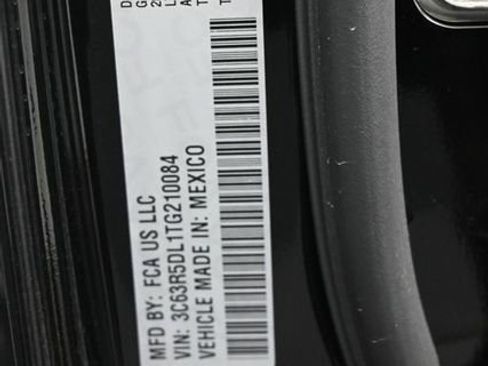 MFD BY: FCA US LLC
VIN: 3C63R5DL1TG210084
VEHICLE MADE IN: MEXICO